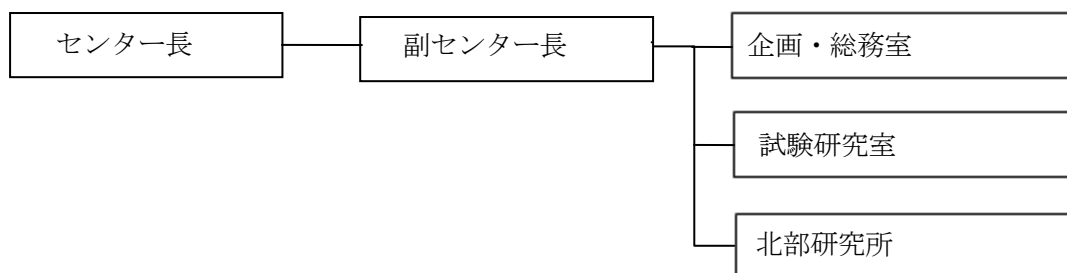 センター長
副センター長
企画・総務室
試験研究室
北部研究所